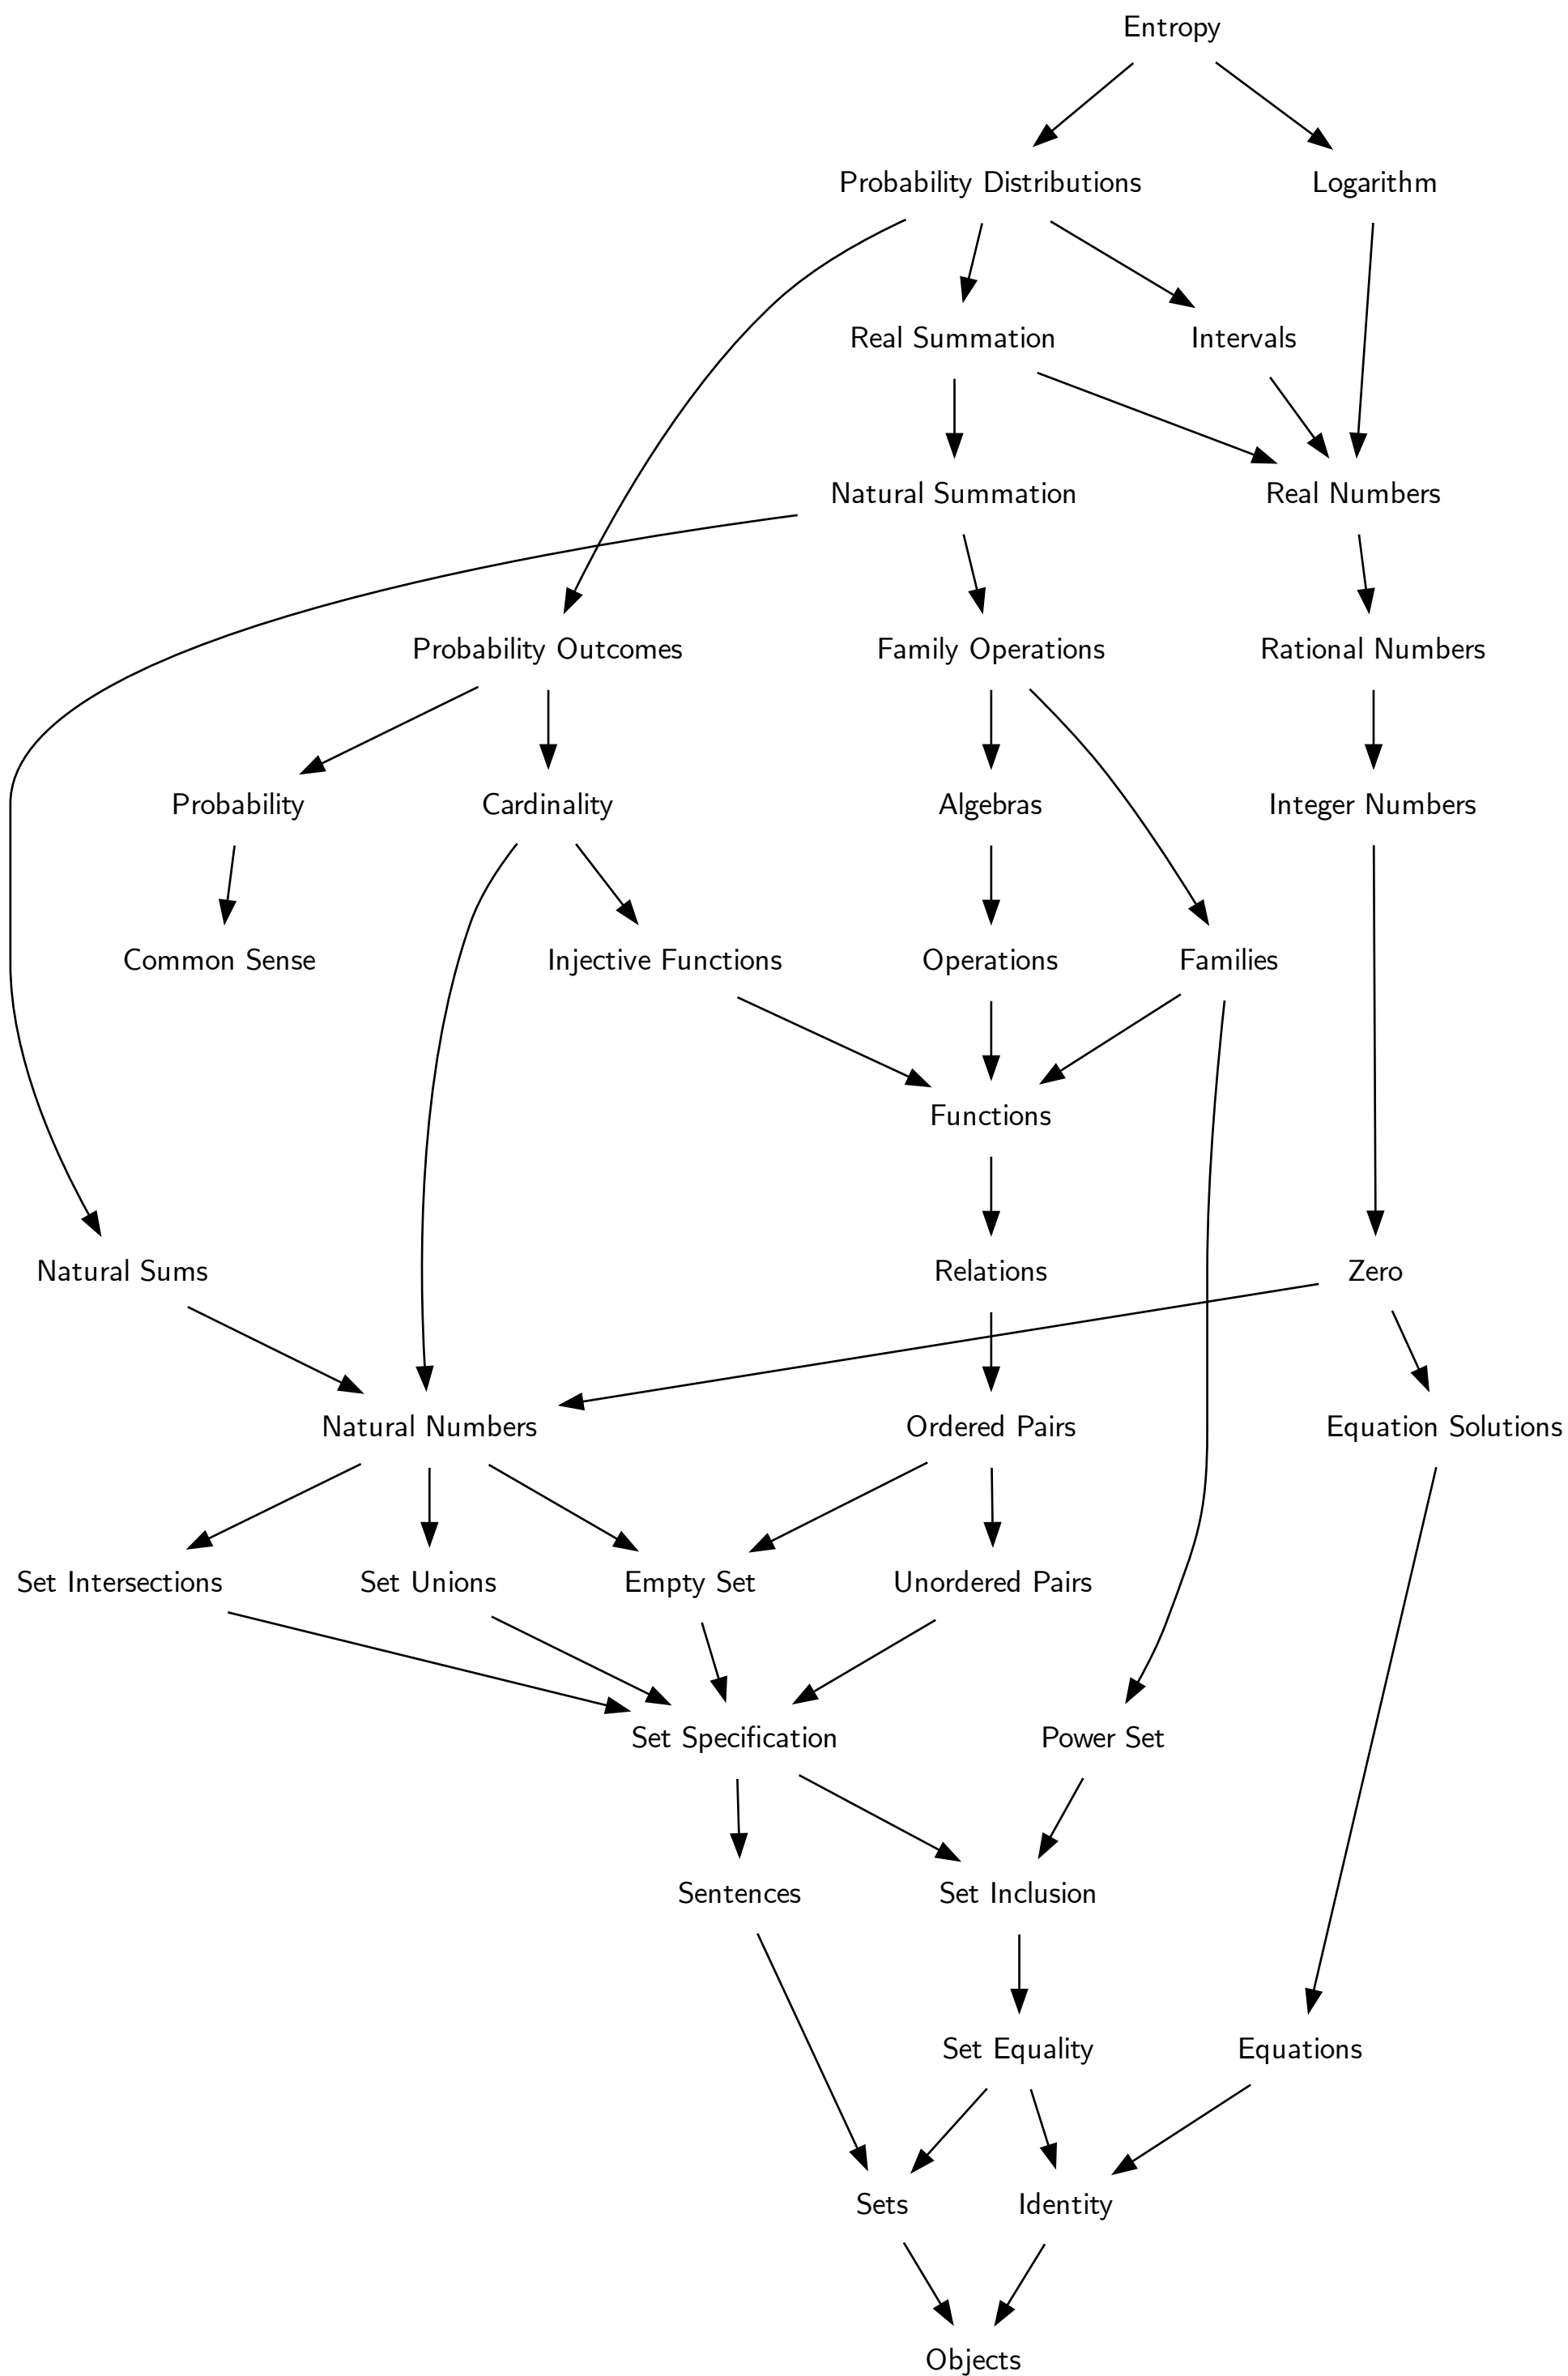 Entropy
Probability Distributions
Logarithm
Real Summation
Intervals
Natural Summation
Real Numbers
Probability Outcomes
Family Operations
Rational Numbers
Probability
Cardinality
Algebras
Integer Numbers
Common Sense
Injective Functions
Operations
Families
Functions
Natural Sums
Relations
Zero
Natural Numbers
Ordered Pairs
Equation Solutions
Set Intersections
Set Unions
Empty Set
Unordered Pairs
Set Specification
Power Set
Sentences
Set Inclusion
Set Equality
Equations
Sets
Identity
Objects